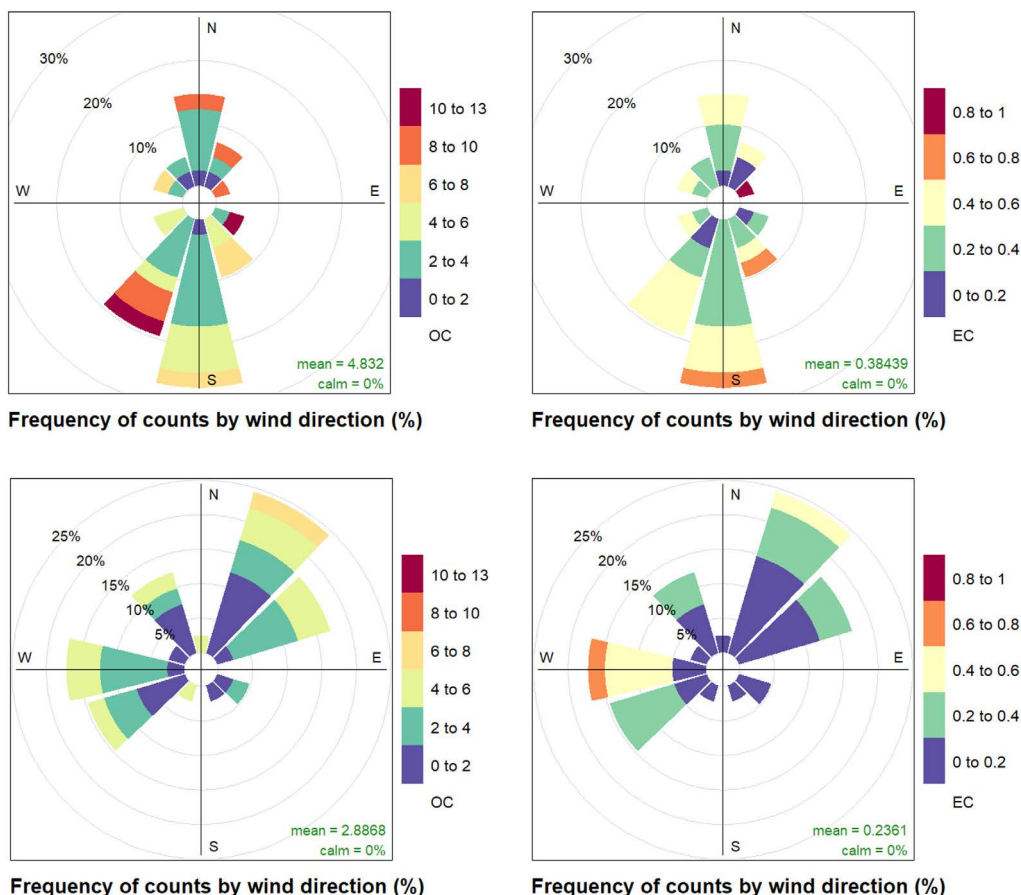 N
30%
20%
10%
W
E
S
mean = 4.832
calm = 0%
10 to 13
8 to 10
6 to 8
4 to 6
2 to 4
0 to 2
OC
Frequency of counts by wind direction (%)
N
30%
20%
10%
W
E
S
mean = 0.38439
calm = 0%
0.8 to 1
0.6 to 0.8
0.4 to 0.6
0.2 to 0.4
0 to 0.2
EC
Frequency of counts by wind direction (%)
N
25%
20%
15%
10%
5%
W
E
S
mean = 2.8868
calm = 0%
10 to 13
8 to 10
6 to 8
4 to 6
2 to 4
0 to 2
OC
Frequency of counts by wind direction (%)
N
25%
20%
15%
10%
5%
W
E
S
mean = 0.2361
calm = 0%
0.8 to 1
0.6 to 0.8
0.4 to 0.6
0.2 to 0.4
0 to 0.2
EC
Frequency of counts by wind direction (%)